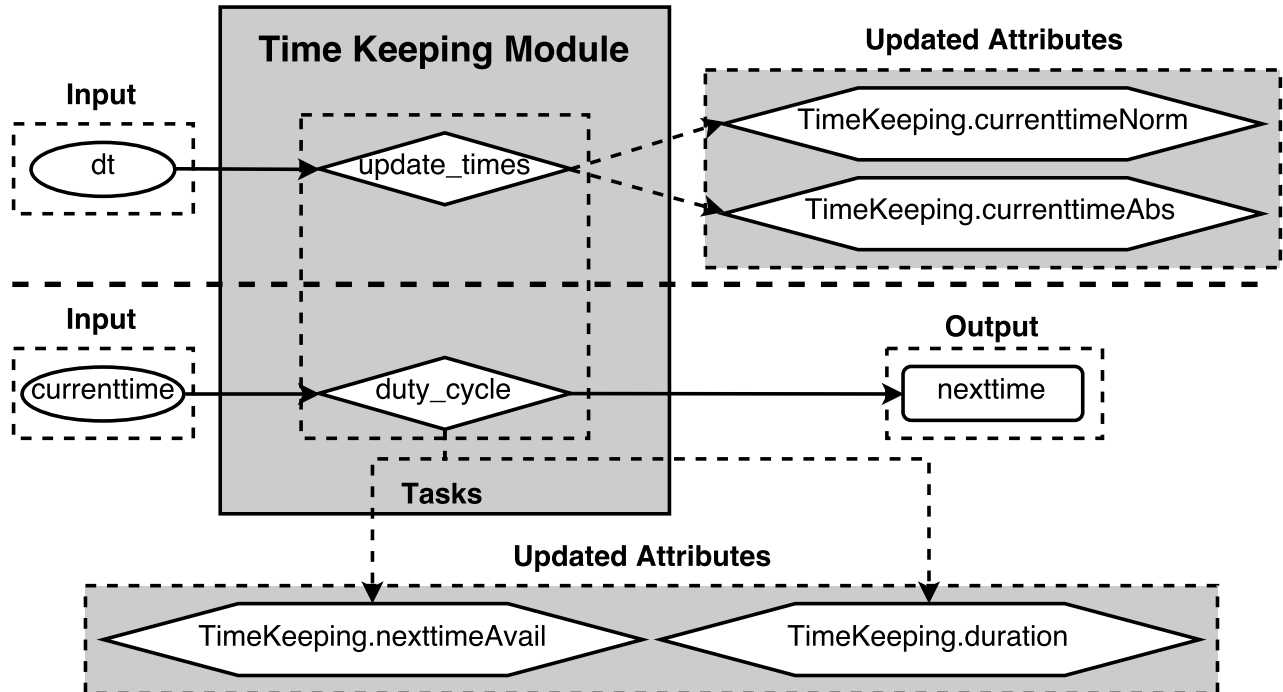 Time Keeping Module
Updated Attributes
Input
dt
update_times
TimeKeeping.currenttimeNorm
TimeKeeping.currenttimeAbs
Input
Output
currenttime
duty_cycle
nexttime
Tasks
Updated Attributes
TimeKeeping.nexttimeAvail
TimeKeeping.duration